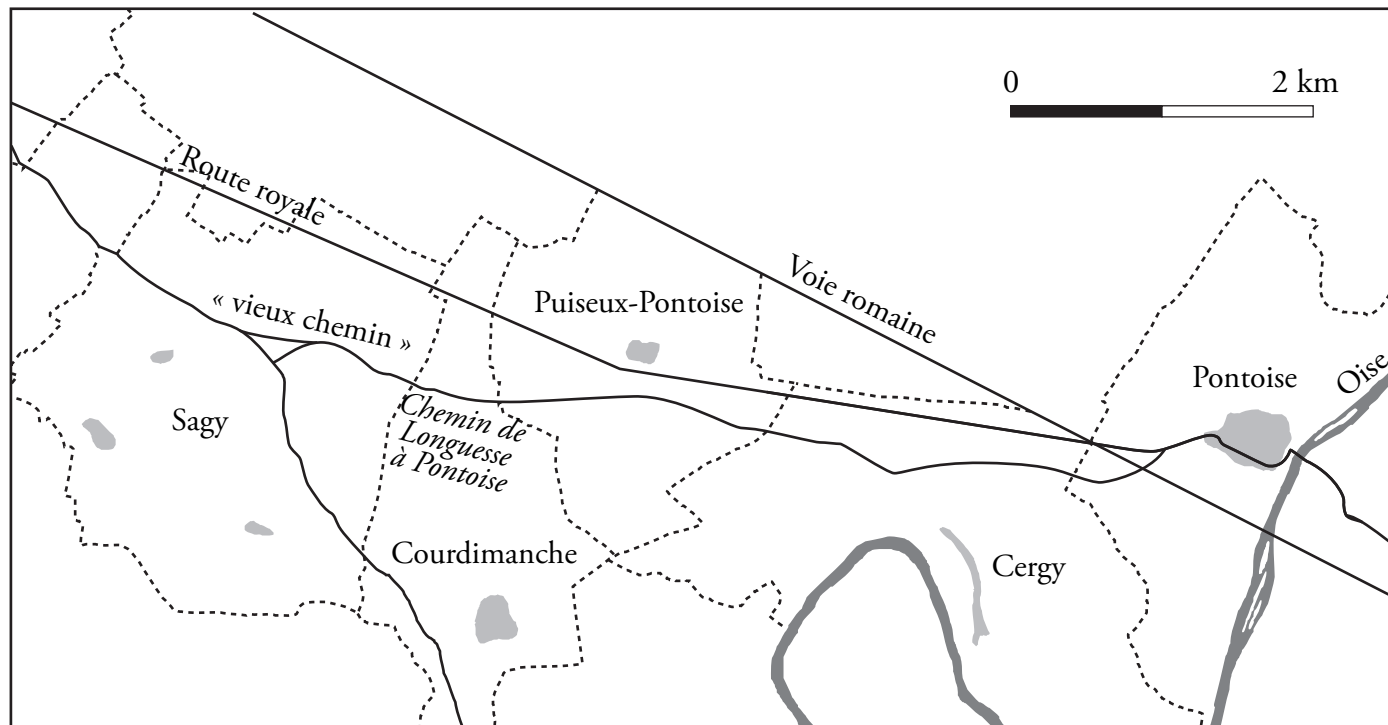 0 2 km
Route royale
Voie romaine
« vieux chemin »
Puiseux-Pontoise
Pontoise
Oise
Sagy
Chemin de
Longuesse
à Pontoise
Courdimanche
Cergy